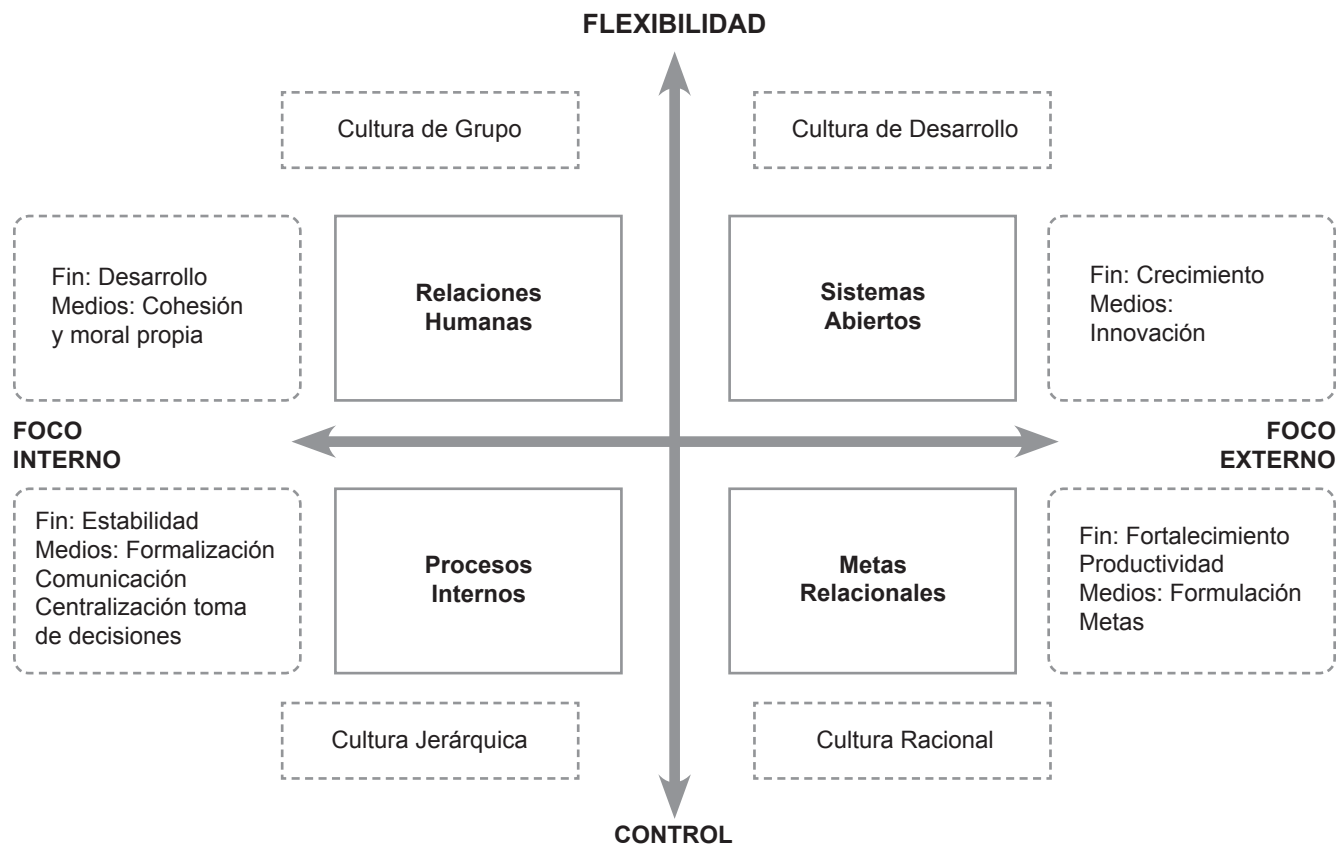 FLEXIBILIDAD
Cultura de Grupo
Cultura de Desarrollo
Fin: Desarrollo
Medios: Cohesión
y moral propia
Relaciones
Humanas
Sistemas
Abiertos
Fin: Crecimiento
Medios:
Innovación
FOCO
INTERNO
FOCO
EXTERNO
Fin: Estabilidad
Medios: Formalización
Comunicación
Centralización toma
de decisiones
Procesos
Internos
Metas
Relacionales
Fin: Fortalecimiento
Productividad
Medios: Formulación
Metas
Cultura Jerárquica
Cultura Racional
CONTROL